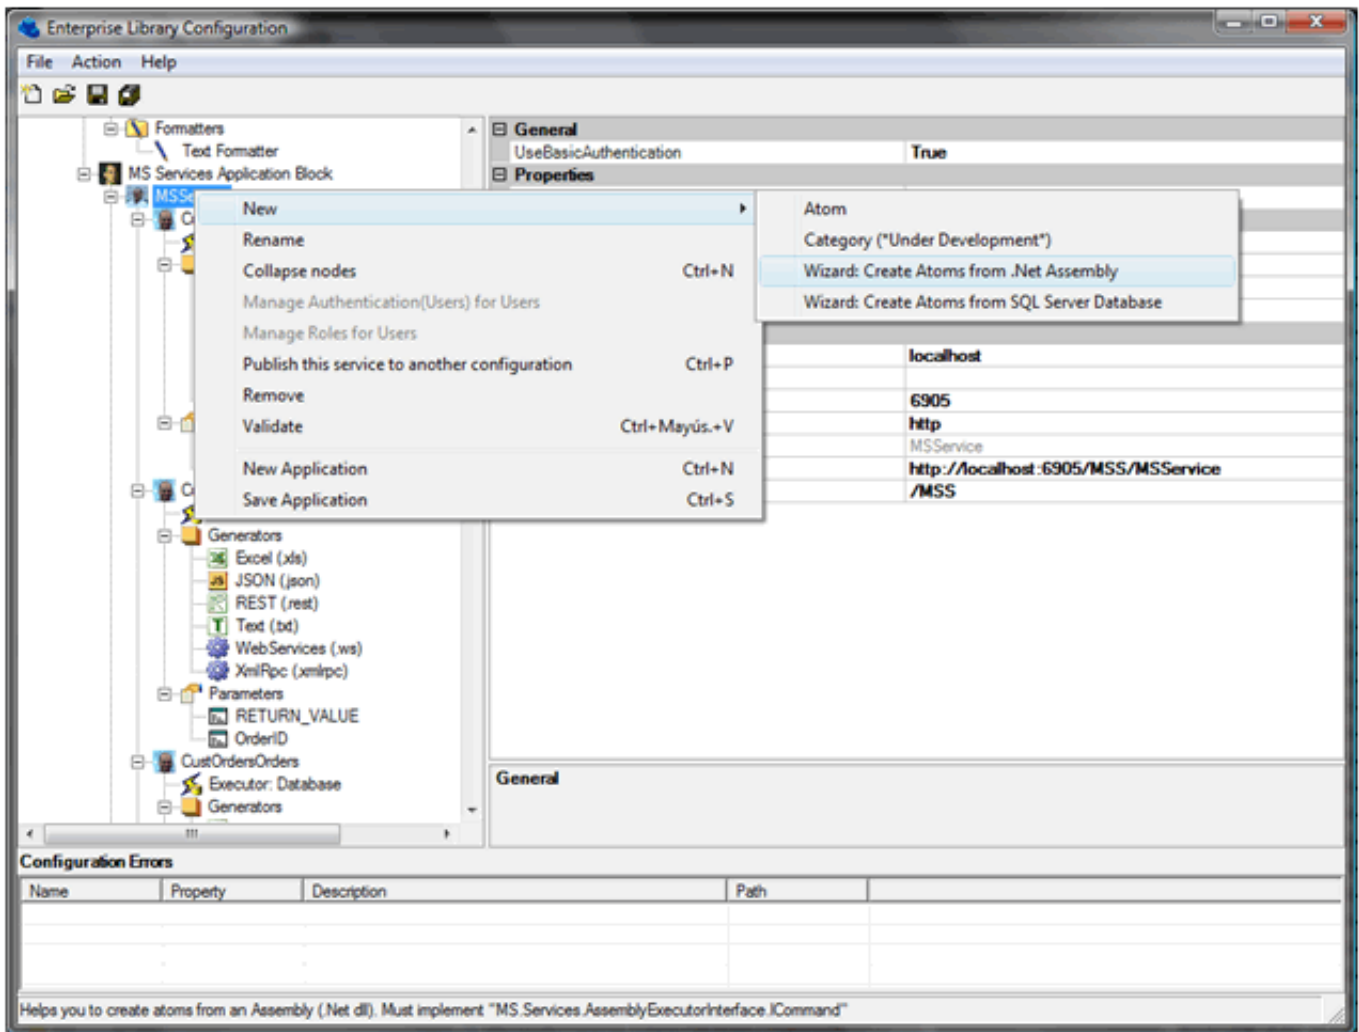 Enterprise Library Configuration
File Action Help
Formatters
Text Formatter
MS Services Application Block
MSSe
New
Rename
Collapse nodes Ctrl+N
Manage Authentication(Users) for Users
Manage Roles for Users
Publish this service to another configuration Ctrl+P
Remove
Validate Ctrl+Mayús.+V
New Application Ctrl+N
Save Application Ctrl+S
Atom
Category (*Under Development*)
Wizard: Create Atoms from .Net Assembly
Wizard: Create Atoms from SQL Server Database
Generators
Excel (.xls)
JSON (.json)
REST (.rest)
Text (.txt)
WebServices (.ws)
XmlRpc (.xmlrpc)
Parameters
RETURN_VALUE
OrderID
CustOrdersOrders
Executor: Database
Generators
General
UseBasicAuthentication True
Properties
localhost
6905
http
MSService
http://localhost:6905/MSS/MSService
/MSS
General
Configuration Errors
Name Property Description Path
Helps you to create atoms from an Assembly (.Net dll). Must implement "MS.Services.AssemblyExecutorInterface.ICommand"